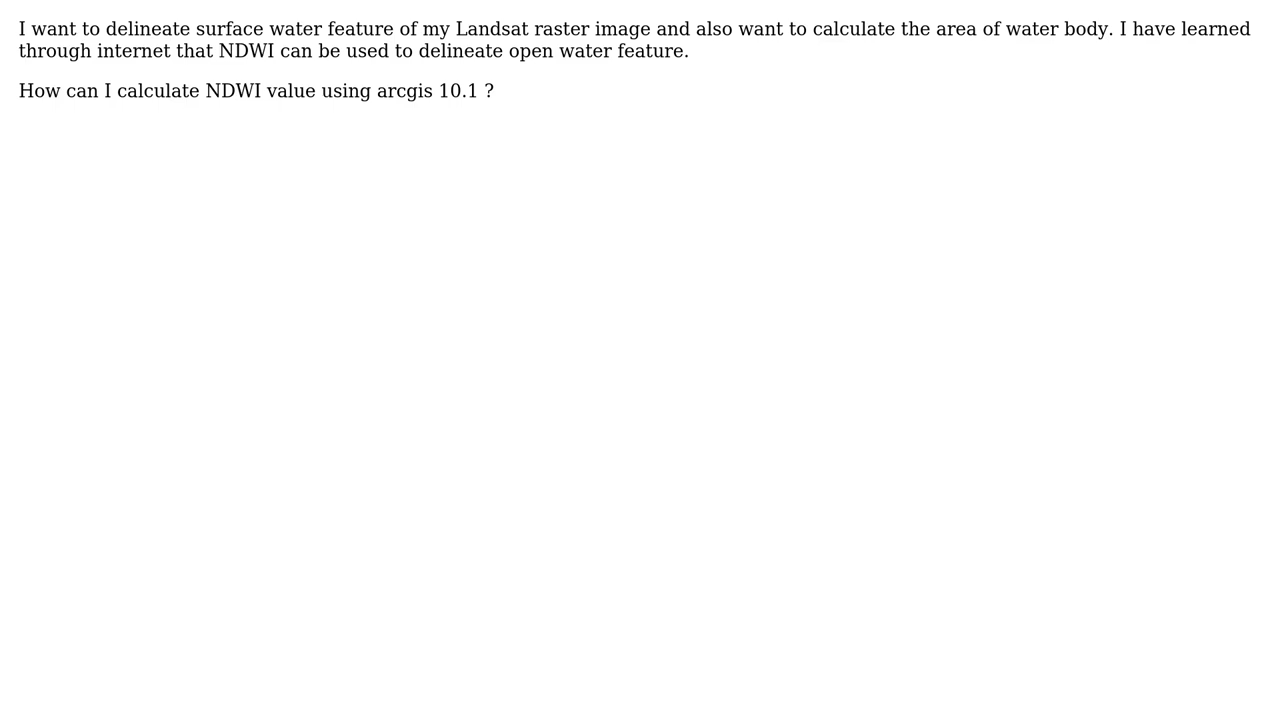 I want to delineate surface water feature of my Landsat raster image and also want to calculate the area of water body. I have learned
through internet that NDWI can be used to delineate open water feature.
How can I calculate NDWI value using arcgis 10.1 ?